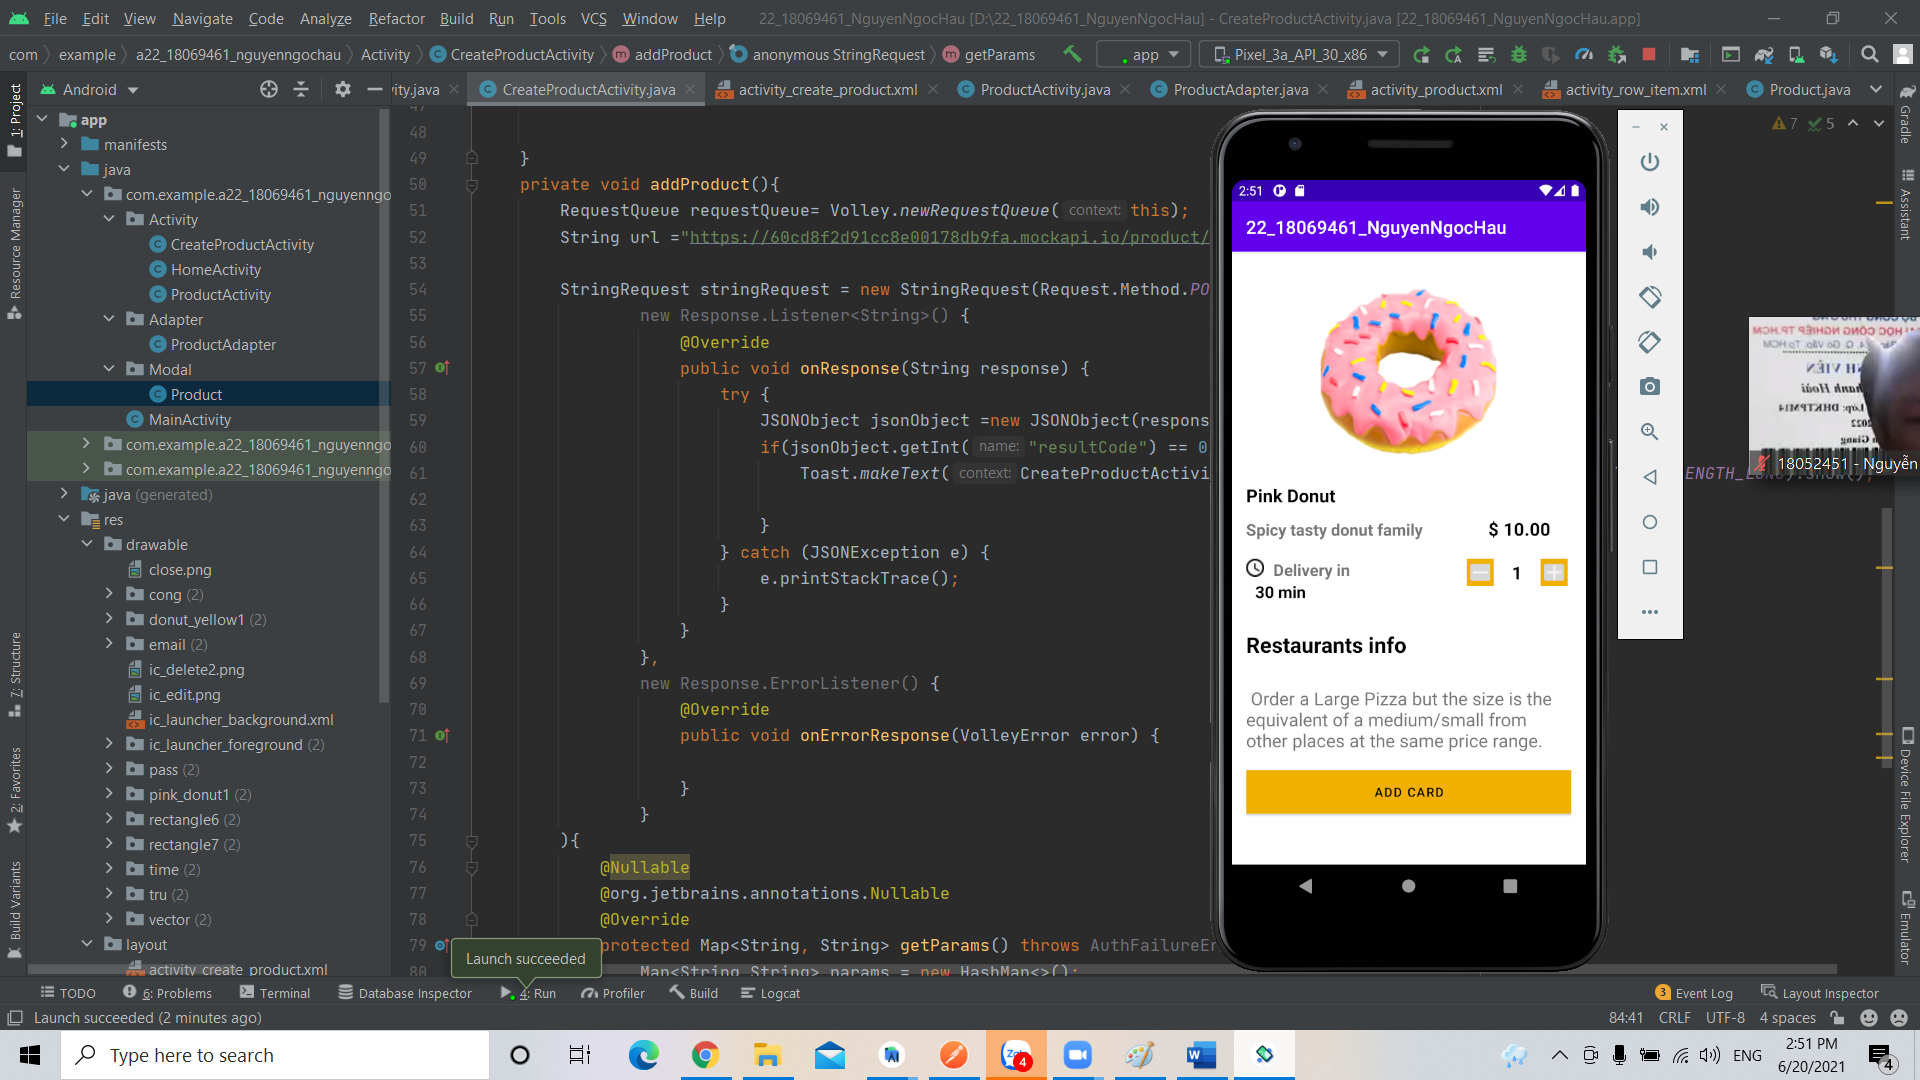 File Edit View Navigate Code Analyze Refactor Build Run Tools VCS Window Help 22_18069461_NguyenNgocHau [D:\22_18069461_NguyenNgocHau] - CreateProductActivity.java [22_18069461_NguyenNgocHau.app]
com example a22_18069461_nguyenngochau Activity CreateProductActivity addProduct anonymous StringRequest getParams app Pixel_3a_API_30_x86
Android ity.java CreateProductActivity.java activity_create_product.xml ProductActivity.java ProductAdapter.java activity_product.xml activity_row_item.xml Product.java
1: Project
Resource Manager
7: Structure
2: Favorites
Build Variants
app
manifests
java
com.example.a22_18069461_nguyenngo
Activity
CreateProductActivity
HomeActivity
ProductActivity
Adapter
ProductAdapter
Modal
Product
MainActivity
com.example.a22_18069461_nguyenngo
com.example.a22_18069461_nguyenngo
java (generated)
res
drawable
close.png
cong (2)
donut_yellow1 (2)
email (2)
ic_delete2.png
ic_edit.png
ic_launcher_background.xml
ic_launcher_foreground (2)
pass (2)
pink_donut1 (2)
rectangle6 (2)
rectangle7 (2)
time (2)
tru (2)
vector (2)
layout
activity_create_product.xml
47
48
49 }
50 private void addProduct(){
51 RequestQueue requestQueue= Volley.newRequestQueue( context: this);
52 String url ="https://60cd8f2d91cc8e00178db9fa.mockapi.io/product/
53
54 StringRequest stringRequest = new StringRequest(Request.Method.PO
55 new Response.Listener<String>() {
56 @Override
57 public void onResponse(String response) {
58 try {
59 JSONObject jsonObject =new JSONObject(respons
60 if(jsonObject.getInt( name: "resultCode") == 0
61 Toast.makeText( context: CreateProductActivi ENGTH_LONG).show();
62
63 }
64 } catch (JSONException e) {
65 e.printStackTrace();
66 }
67 }
68 },
69 new Response.ErrorListener() {
70 @Override
71 public void onErrorResponse(VolleyError error) {
72
73 }
74 }
75 ){
76 @Nullable
77 @org.jetbrains.annotations.Nullable
78 @Override
79 protected Map<String, String> getParams() throws AuthFailureEr
80 Map<String,String> params = new HashMap<>();
Launch succeeded
7 5
2:51
22_18069461_NguyenNgocHau
Pink Donut
Spicy tasty donut family $ 10.00
Delivery in 1
30 min
Restaurants info
Order a Large Pizza but the size is the
equivalent of a medium/small from
other places at the same price range.
ADD CARD
18052451 - Nguyễn
Gradle
Assistant
Device File Explorer
Emulator
TODO 6: Problems Terminal Database Inspector 4: Run Profiler Build Logcat 3 Event Log Layout Inspector
Launch succeeded (2 minutes ago) 84:41 CRLF UTF-8 4 spaces
Type here to search 4 ENG 2:51 PM
6/20/2021 4